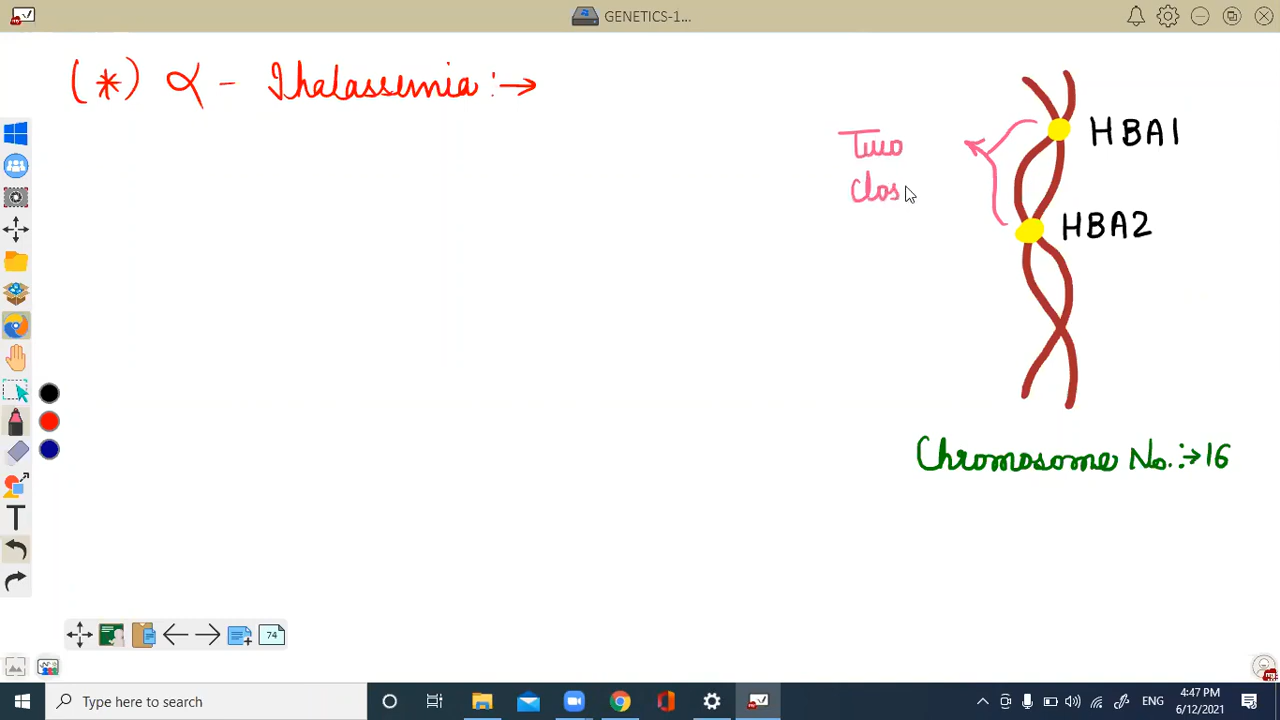 GENETICS-1...
(*) α - Thalassemia :→
HBA1
Two
Clos
HBA2
Chromosome No. :→ 16
T
74
Type here to search
ENG
4:47 PM
6/12/2021